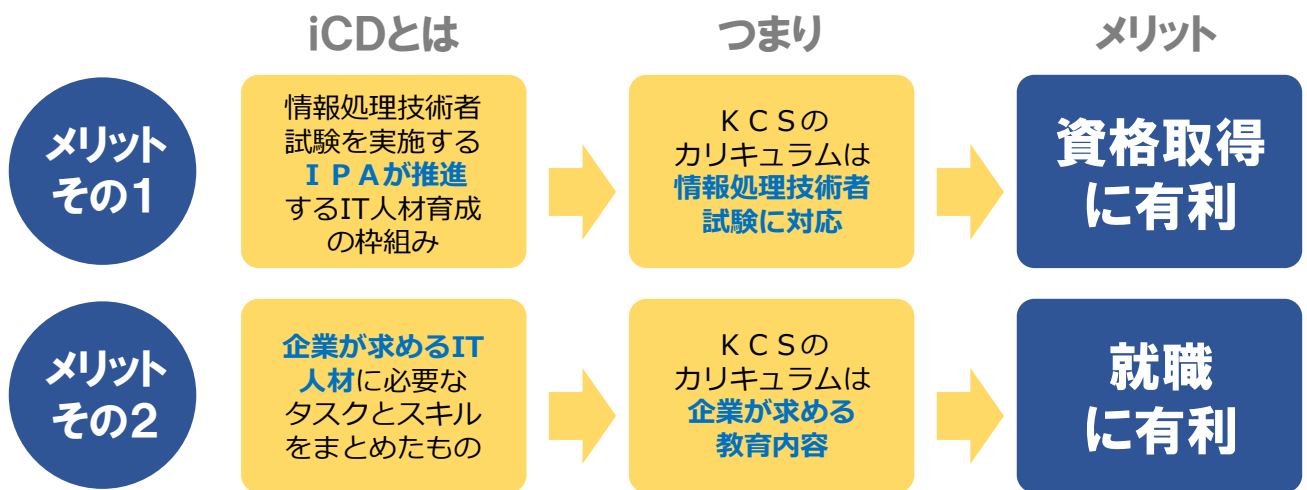 iCDとは
つまり
メリット
メリット
その1
情報処理技術者
試験を実施する
ＩＰＡが推進
するIT人材育成
の枠組み
ＫＣＳの
カリキュラムは
情報処理技術者
試験に対応
資格取得
に有利
メリット
その2
企業が求めるIT
人材に必要な
タスクとスキル
をまとめたもの
ＫＣＳの
カリキュラムは
企業が求める
教育内容
就職
に有利